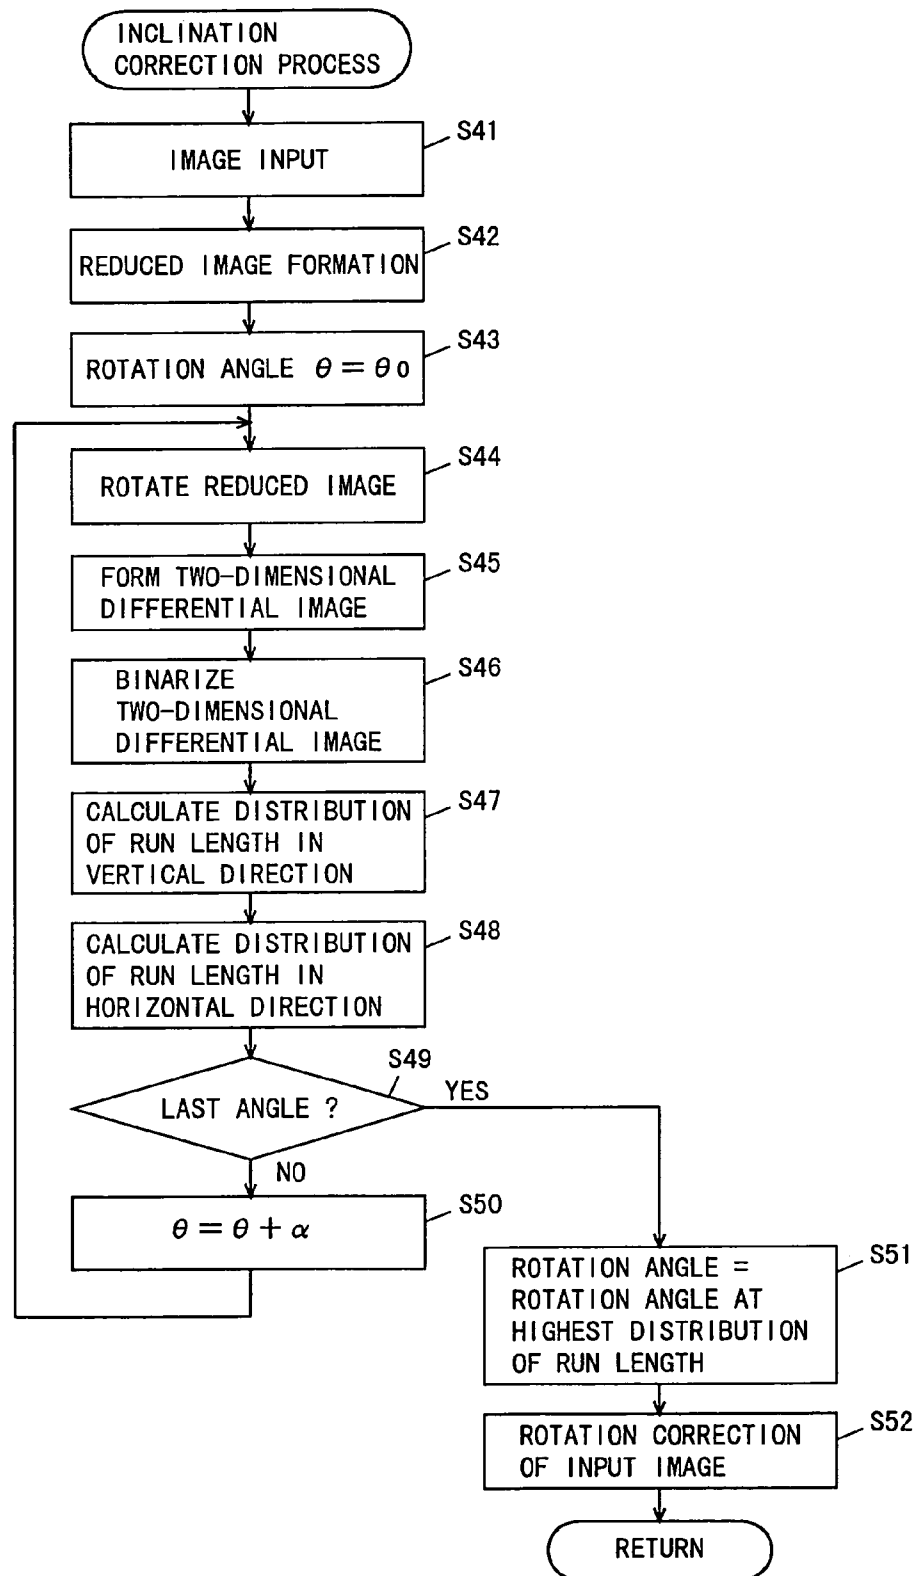 INCLINATION
CORRECTION PROCESS
S41
IMAGE INPUT
S42
REDUCED IMAGE FORMATION
S43
ROTATION ANGLE θ = θ0
S44
ROTATE REDUCED IMAGE
S45
FORM TWO-DIMENSIONAL
DIFFERENTIAL IMAGE
S46
BINARIZE
TWO-DIMENSIONAL
DIFFERENTIAL IMAGE
S47
CALCULATE DISTRIBUTION
OF RUN LENGTH IN
VERTICAL DIRECTION
S48
CALCULATE DISTRIBUTION
OF RUN LENGTH IN
HORIZONTAL DIRECTION
S49
LAST ANGLE ?
YES
NO
S50
θ = θ + α
S51
ROTATION ANGLE =
ROTATION ANGLE AT
HIGHEST DISTRIBUTION
OF RUN LENGTH
S52
ROTATION CORRECTION
OF INPUT IMAGE
RETURN